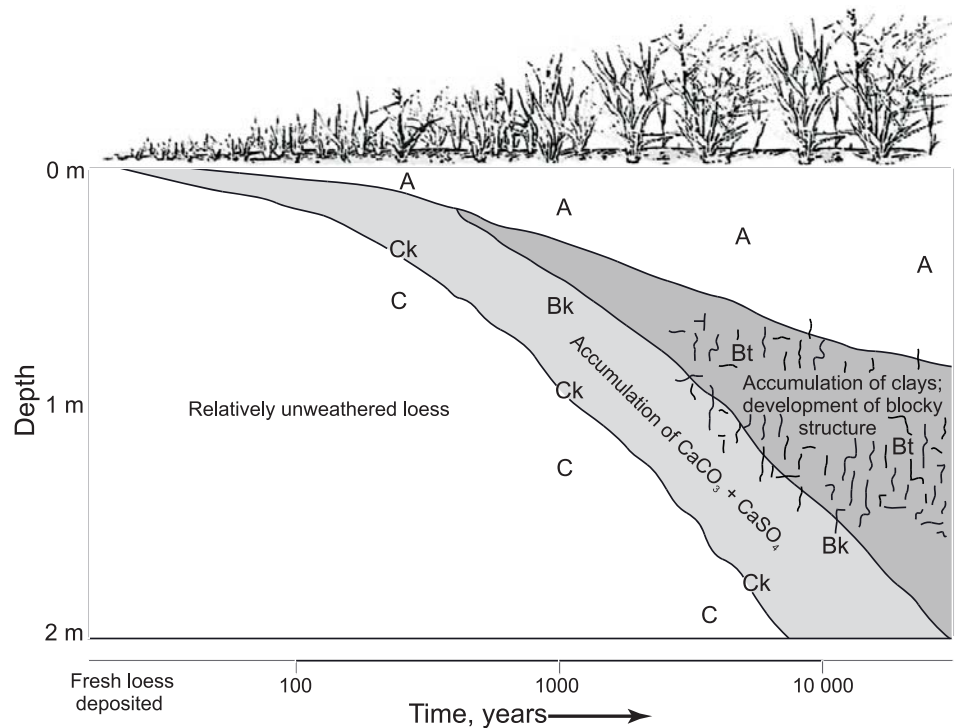 0 m
A
A
A
A
Ck
C
Bk
Bt
Accumulation of clays;
development of blocky
structure
Bt
Accumulation of CaCO₃ + CaSO₄
Ck
Relatively unweathered loess
1 m
Depth
C
Bk
Ck
C
2 m
Fresh loess
deposited
100
1000
10 000
Time, years